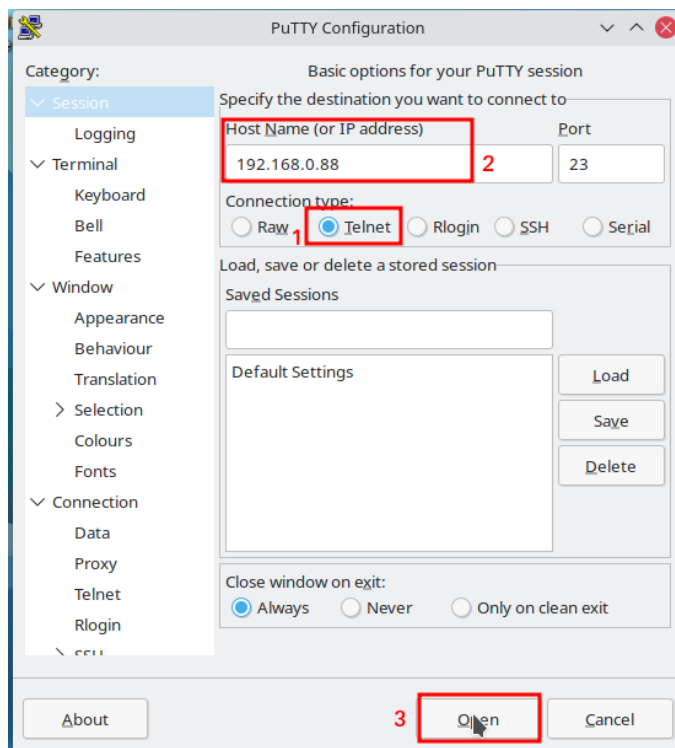 PuTTY Configuration
Category:
Session
Logging
Terminal
Keyboard
Bell
Features
Window
Appearance
Behaviour
Translation
Selection
Colours
Fonts
Connection
Data
Proxy
Telnet
Rlogin
SSH
Basic options for your PuTTY session
Specify the destination you want to connect to
Host Name (or IP address) Port
192.168.0.88 2 23
Connection type:
Raw 1 Telnet Rlogin SSH Serial
Load, save or delete a stored session
Saved Sessions
Default Settings
Load
Save
Delete
Close window on exit:
Always Never Only on clean exit
About 3 Open Cancel